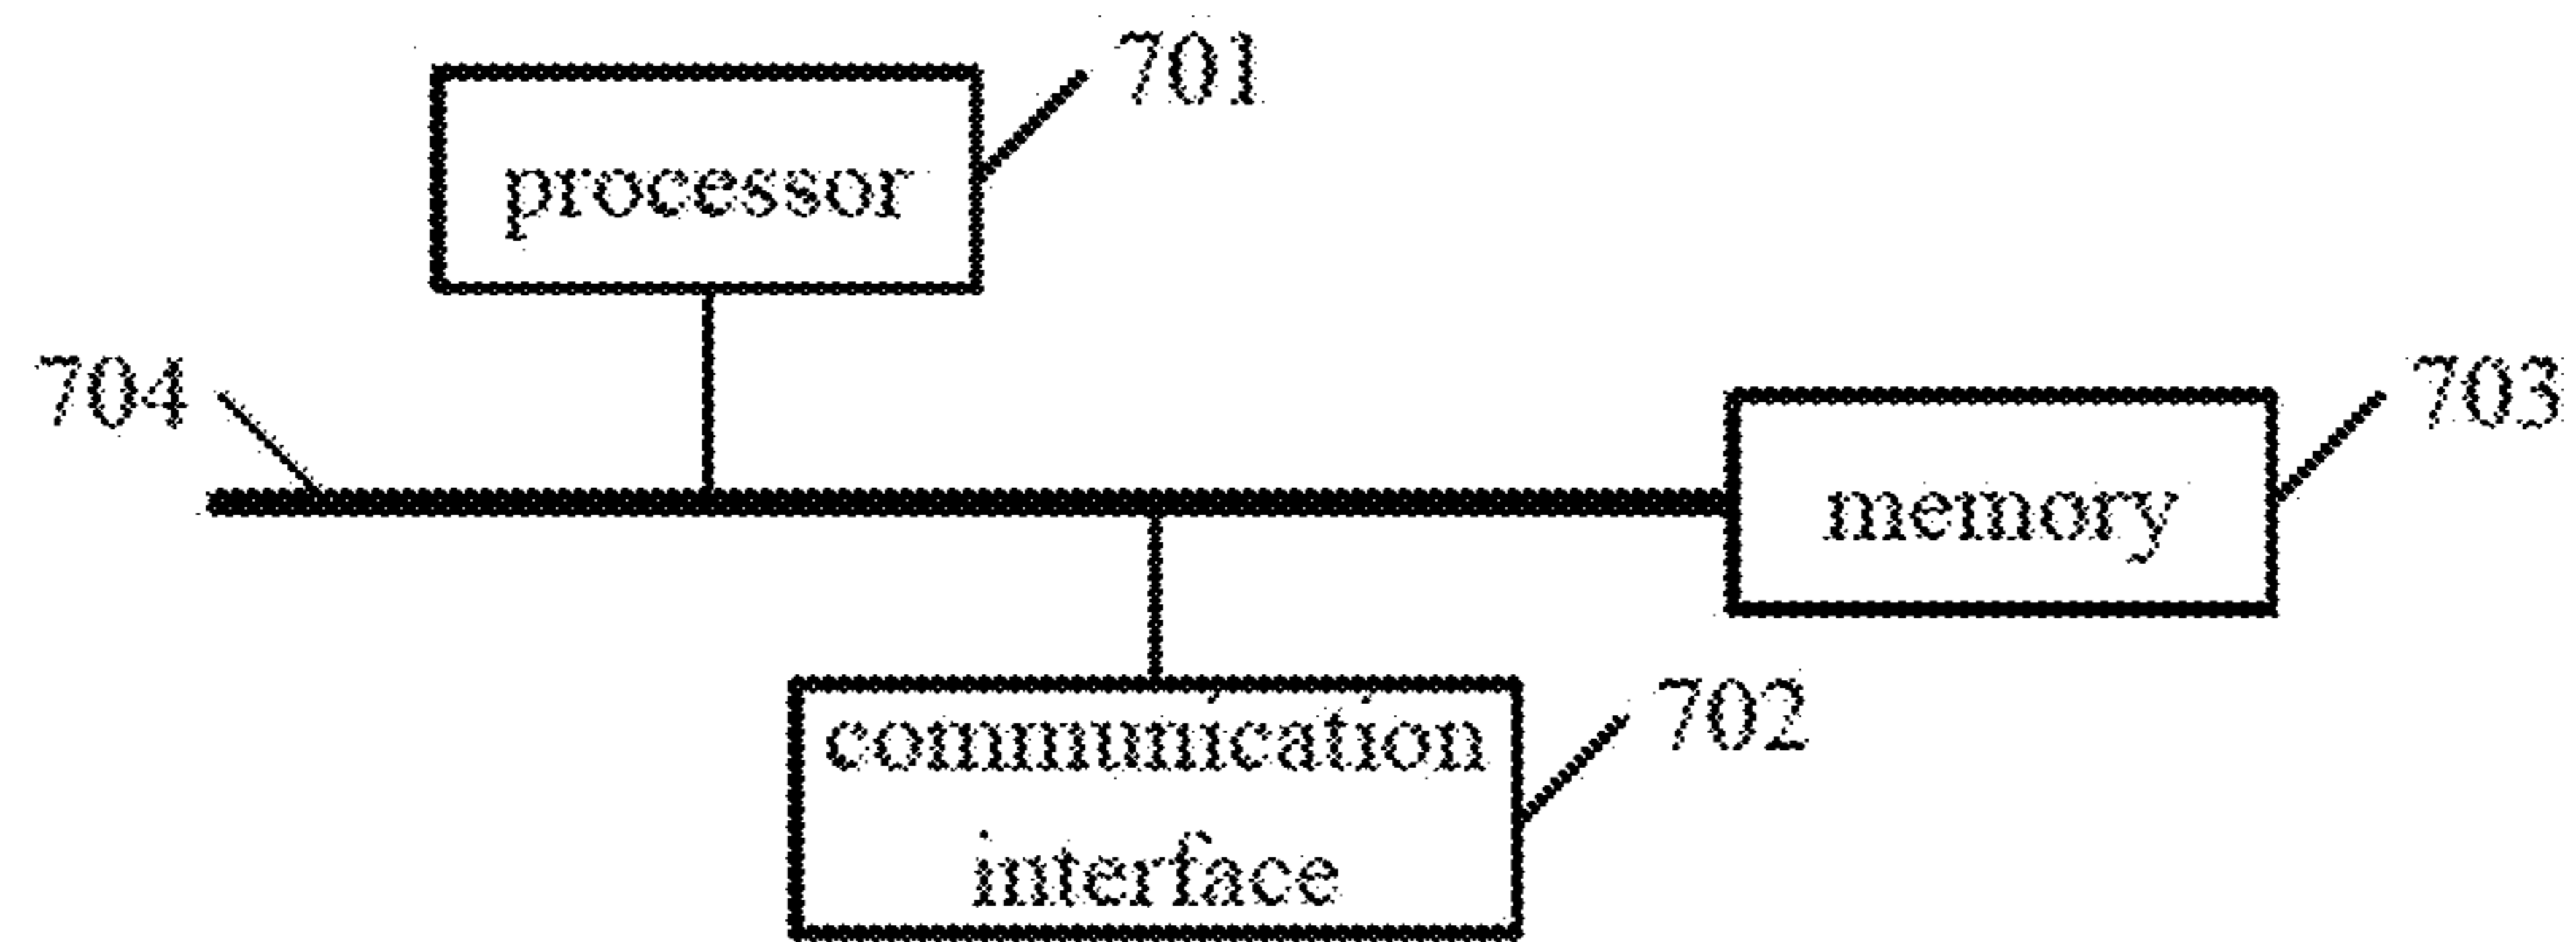 701
processor
704
703
memory
702
communication
interface